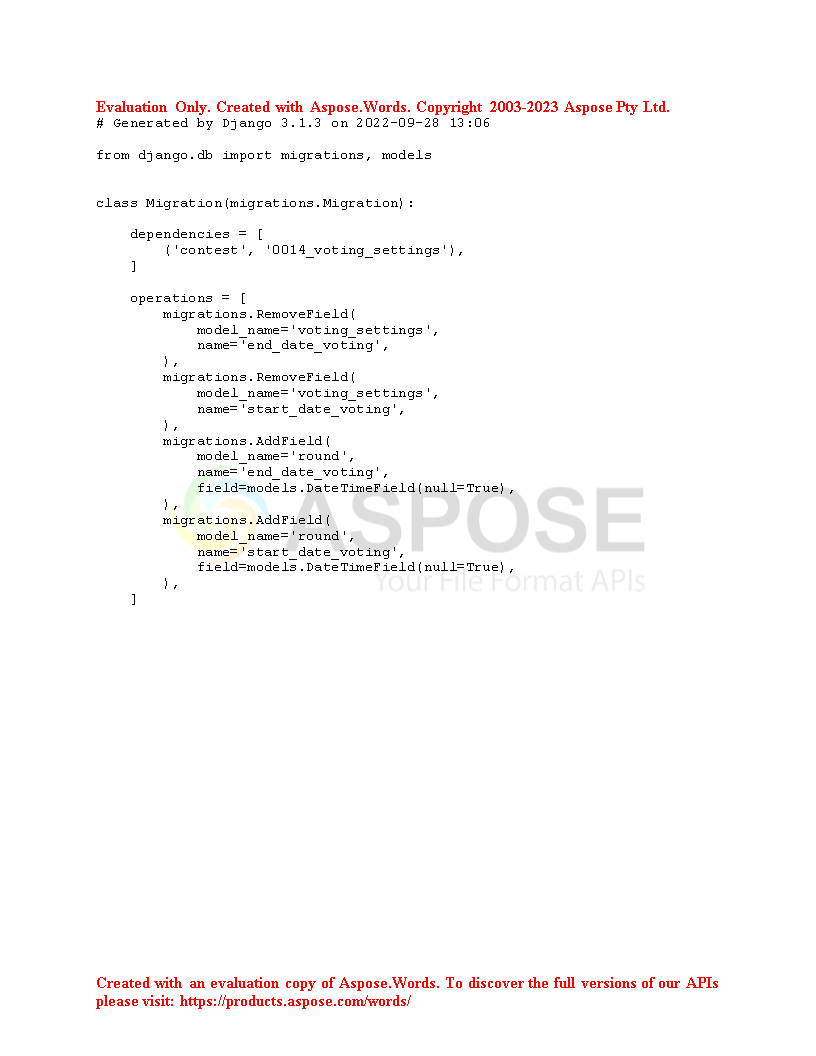 Evaluation Only. Created with Aspose.Words. Copyright 2003-2023 Aspose Pty Ltd.
# Generated by Django 3.1.3 on 2022-09-28 13:06

from django.db import migrations, models


class Migration(migrations.Migration):

    dependencies = [
        ('contest', '0014_voting_settings'),
    ]

    operations = [
        migrations.RemoveField(
            model_name='voting_settings',
            name='end_date_voting',
        ),
        migrations.RemoveField(
            model_name='voting_settings',
            name='start_date_voting',
        ),
        migrations.AddField(
            model_name='round',
            name='end_date_voting',
            field=models.DateTimeField(null=True),
        ),
        migrations.AddField(
            model_name='round',
            name='start_date_voting',
            field=models.DateTimeField(null=True),
        ),
    ]
ASPOSE
Your File Format APIs
Created with an evaluation copy of Aspose.Words. To discover the full versions of our APIs
please visit: https://products.aspose.com/words/